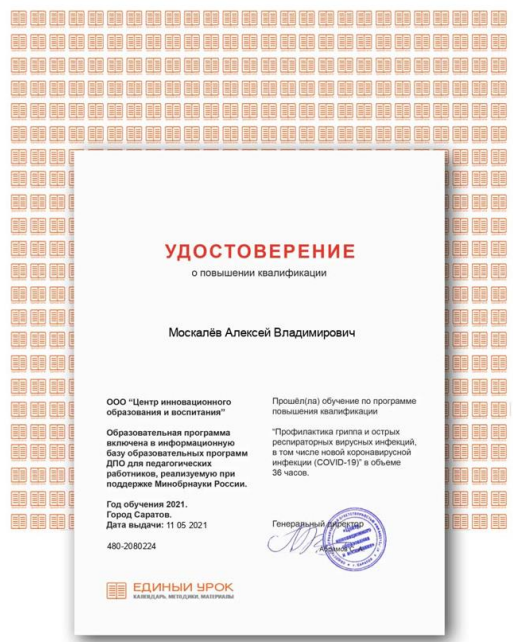 УДОСТОВЕРЕНИЕ
о повышении квалификации
Москалёв Алексей Владимирович
ООО "Центр инновационного
образования и воспитания"
Образовательная программа
включена в информационную
базу образовательных программ
ДПО для педагогических
работников, реализуемую при
поддержке Минобрнауки России.
Год обучения 2021.
Город Саратов.
Дата выдачи: 11 05 2021
480-2080224
Прошёл(ла) обучение по программе
повышения квалификации
"Профилактика гриппа и острых
респираторных вирусных инфекций,
в том числе новой коронавирусной
инфекции (COVID-19)" в объеме
36 часов.
Генеральный директор
Абрамов
ЕДИНЫЙ УРОК
КАЛЕНДАРЬ, МЕТОДИКИ, МАТЕРИАЛЫ